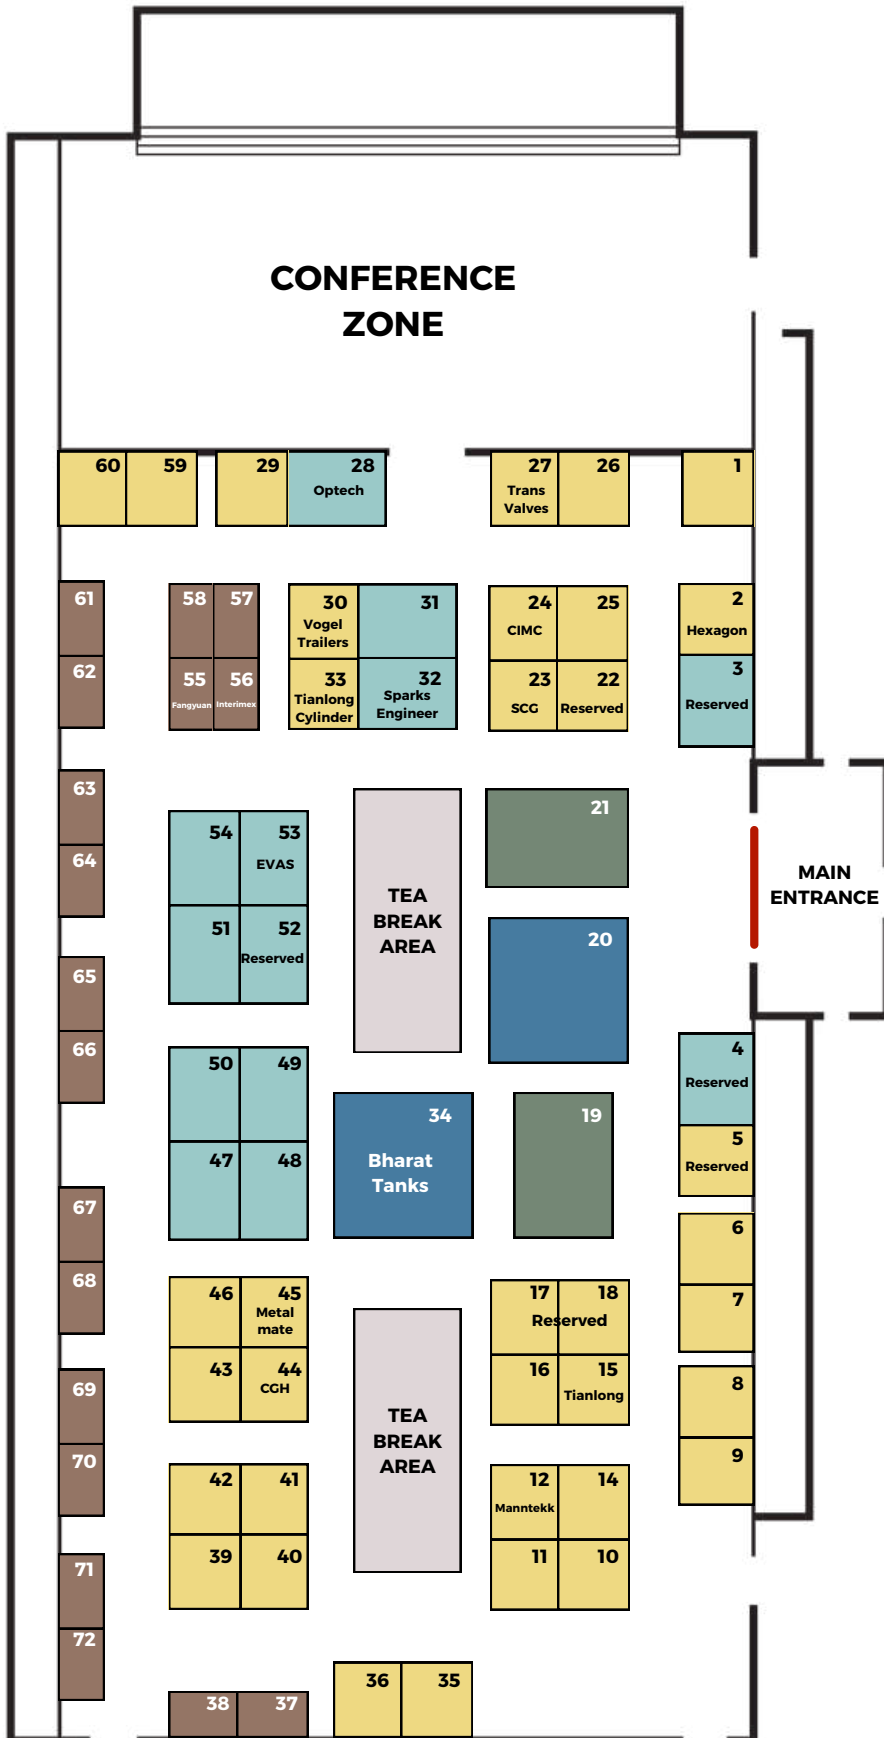 CONFERENCE
ZONE
60
59
29
28
Optech
27
Trans
Valves
26
1
61
62
58
57
55
Fangyuan
56
Interimex
30
Vogel
Trailers
31
33
Tianlong
Cylinder
32
Sparks
Engineer
24
CIMC
25
23
SCG
22
Reserved
2
Hexagon
3
Reserved
63
64
54
53
EVAS
51
52
Reserved
TEA
BREAK
AREA
21
20
MAIN
ENTRANCE
65
66
50
49
47
48
34
Bharat
Tanks
19
4
Reserved
5
Reserved
6
7
67
68
46
45
Metal
mate
43
44
CGH
TEA
BREAK
AREA
17
18
Reserved
16
15
Tianlong
8
9
69
70
42
41
39
40
12
Manntekk
14
11
10
71
72
38
37
36
35